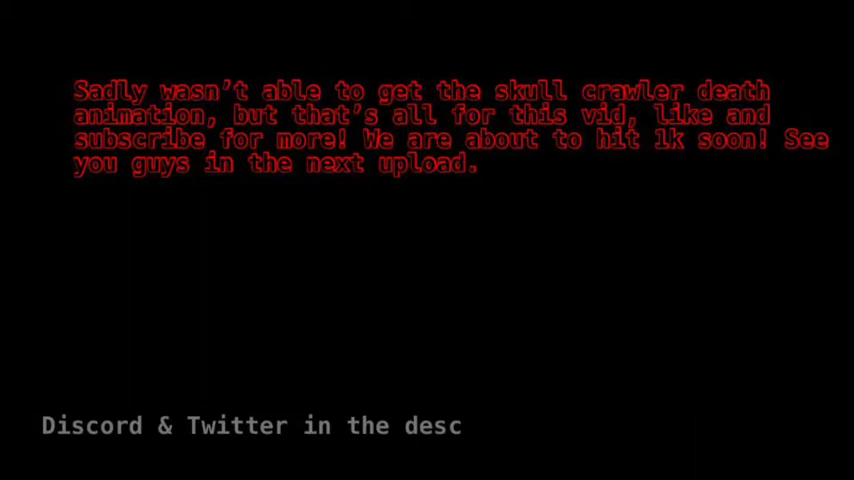 Sadly wasn't able to get the skull crawler death
animation, but that's all for this vid, like and
subscribe for more! We are about to hit 1k soon! See
you guys in the next upload.
Discord & Twitter in the desc